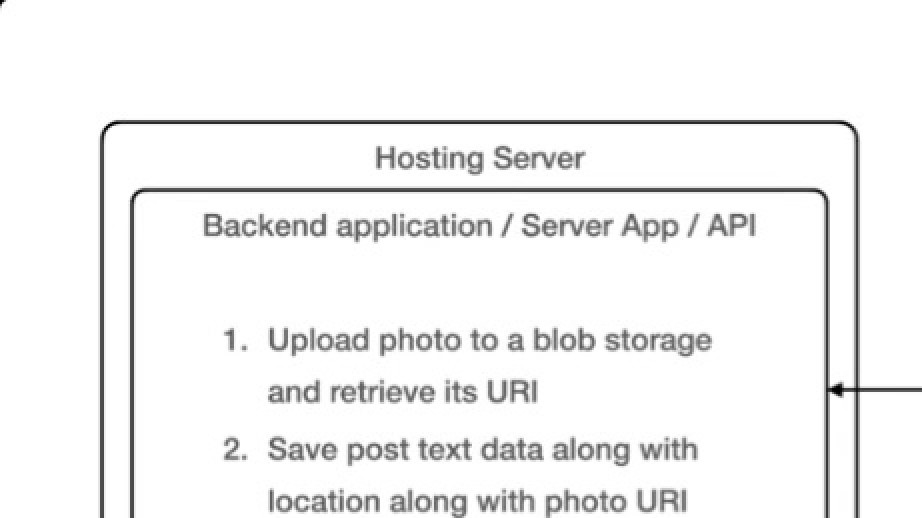 Hosting Server
Backend application / Server App / API
1. Upload photo to a blob storage
and retrieve its URI
2. Save post text data along with
location along with photo URI